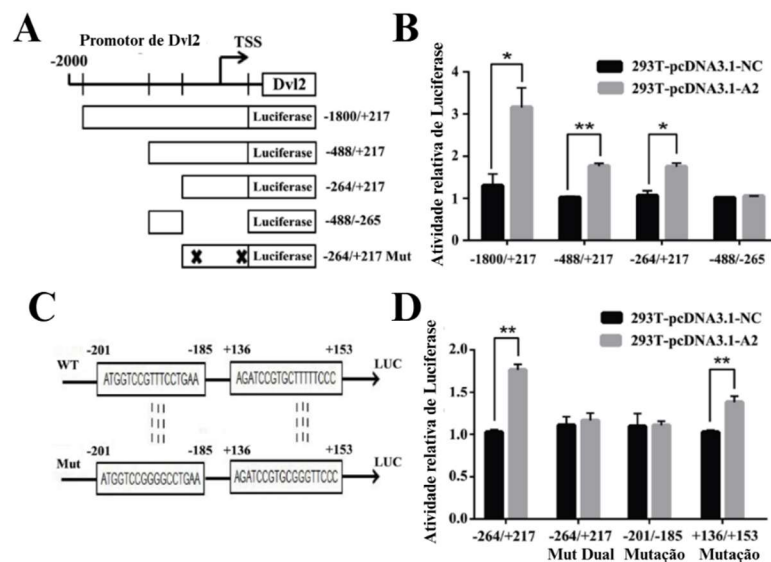 A
Promotor de Dvl2
TSS
-2000
Dvl2
Luciferase -1800/+217
Luciferase -488/+217
Luciferase -264/+217
Luciferase -488/-265
Luciferase -264/+217 Mut
B
293T-pcDNA3.1-NC
293T-pcDNA3.1-A2
Atividade relativa de Luciferase
4
3
2
1
0
*
**
*
-1800/+217 -488/+217 -264/+217 -488/-265
C
-201 -185 +136 +153
WT ATGGTCCGTTTCCTGAA AGATCCGTGCTTTTTCCC LUC
-201 -185 +136 +153
Mut ATGGTCCGGGGCCTGAA AGATCCGTGCGGGTTCCC LUC
D
293T-pcDNA3.1-NC
293T-pcDNA3.1-A2
Atividade relativa de Luciferase
2.0
1.5
1.0
0.5
0.0
**
**
-264/+217 -264/+217 -201/-185 +136/+153
Mut Dual Mutação Mutação